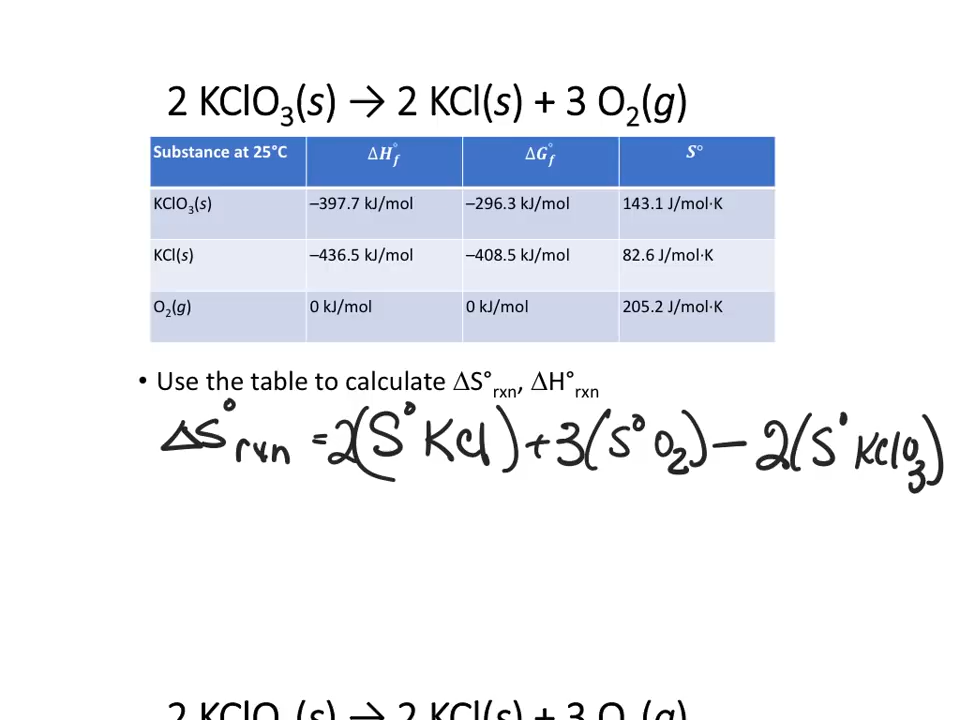 2 KClO₃(s) → 2 KCl(s) + 3 O₂(g)
Substance at 25°C ΔH°f ΔG°f S°
KClO₃(s) –397.7 kJ/mol –296.3 kJ/mol 143.1 J/mol·K
KCl(s) –436.5 kJ/mol –408.5 kJ/mol 82.6 J/mol·K
O₂(g) 0 kJ/mol 0 kJ/mol 205.2 J/mol·K
• Use the table to calculate ΔS°rxn, ΔH°rxn
ΔS°rxn = 2(S° KCl) + 3(S° O₂) – 2(S° KClO₃)
2 KClO₃(s) → 2 KCl(s) + 3 O₂(g)